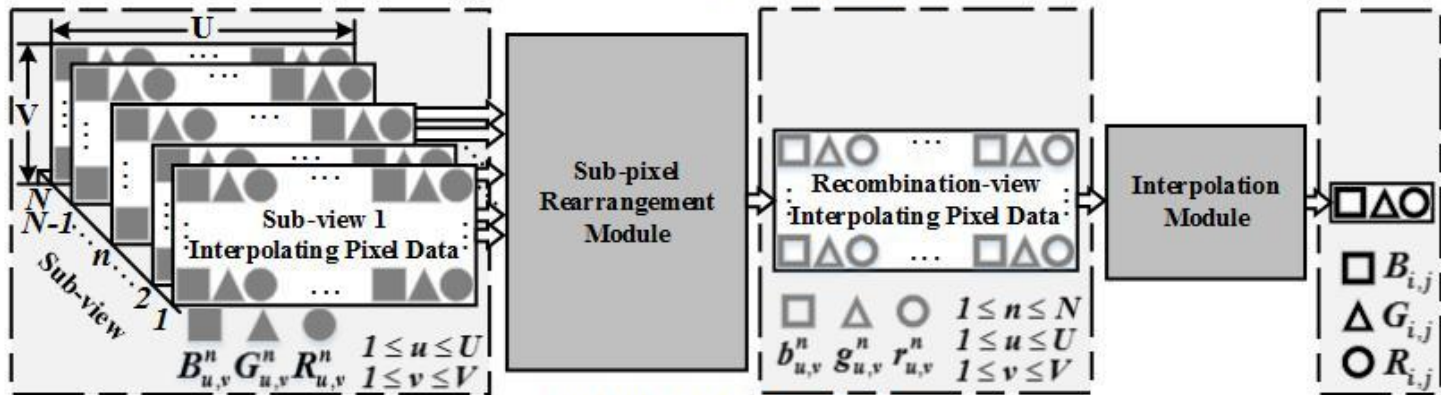 U
V
N
N-1
n
2
1
Sub-view
Sub-view 1
Interpolating Pixel Data
B^n_{u,v} G^n_{u,v} R^n_{u,v}
1 ≤ u ≤ U
1 ≤ v ≤ V
Sub-pixel
Rearrangement
Module
Recombination-view
Interpolating Pixel Data
b^n_{u,v} g^n_{u,v} r^n_{u,v}
1 ≤ n ≤ N
1 ≤ u ≤ U
1 ≤ v ≤ V
Interpolation
Module
B_{i,j}
G_{i,j}
R_{i,j}